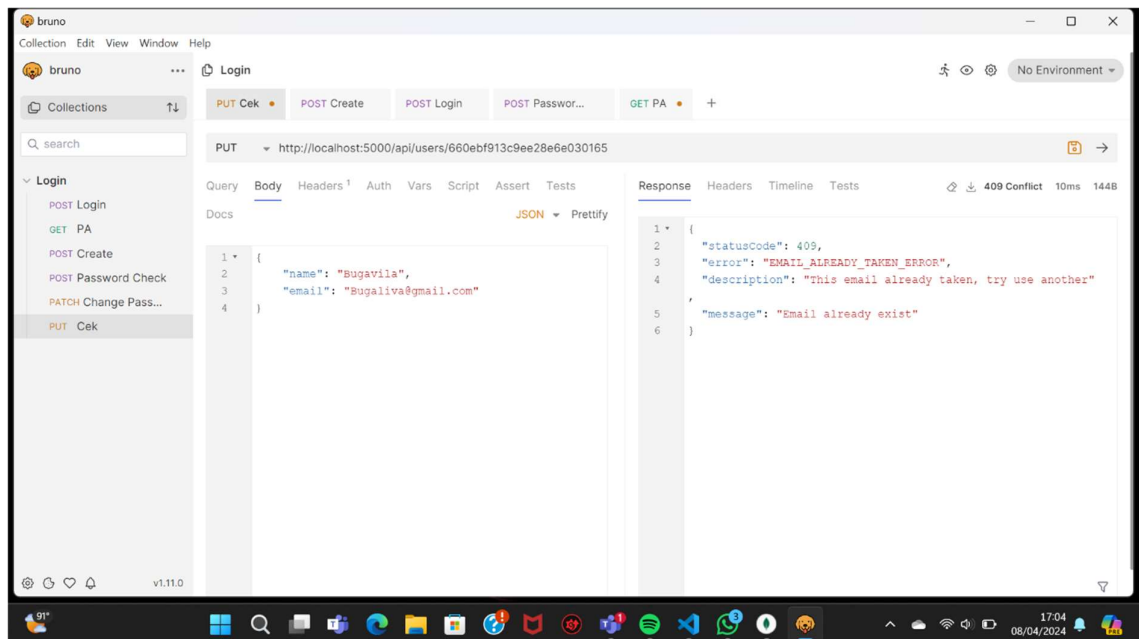 bruno
Collection Edit View Window Help
bruno ... Login No Environment
Collections
PUT Cek POST Create POST Login POST Passwor... GET PA +
search
PUT http://localhost:5000/api/users/660ebf913c9ee28e6e030165
Login
POST Login
GET PA
POST Create
POST Password Check
PATCH Change Pass...
PUT Cek
Query Body Headers 1 Auth Vars Script Assert Tests
Docs JSON Prettify
1 {
2 "name": "Bugavila",
3 "email": "Bugaliva@gmail.com"
4 }
Response Headers Timeline Tests 409 Conflict 10ms 144B
1 {
2 "statusCode": 409,
3 "error": "EMAIL_ALREADY_TAKEN_ERROR",
4 "description": "This email already taken, try use another"
,
5 "message": "Email already exist"
6 }
v1.11.0
91° 1 3 17:04
08/04/2024 PRE